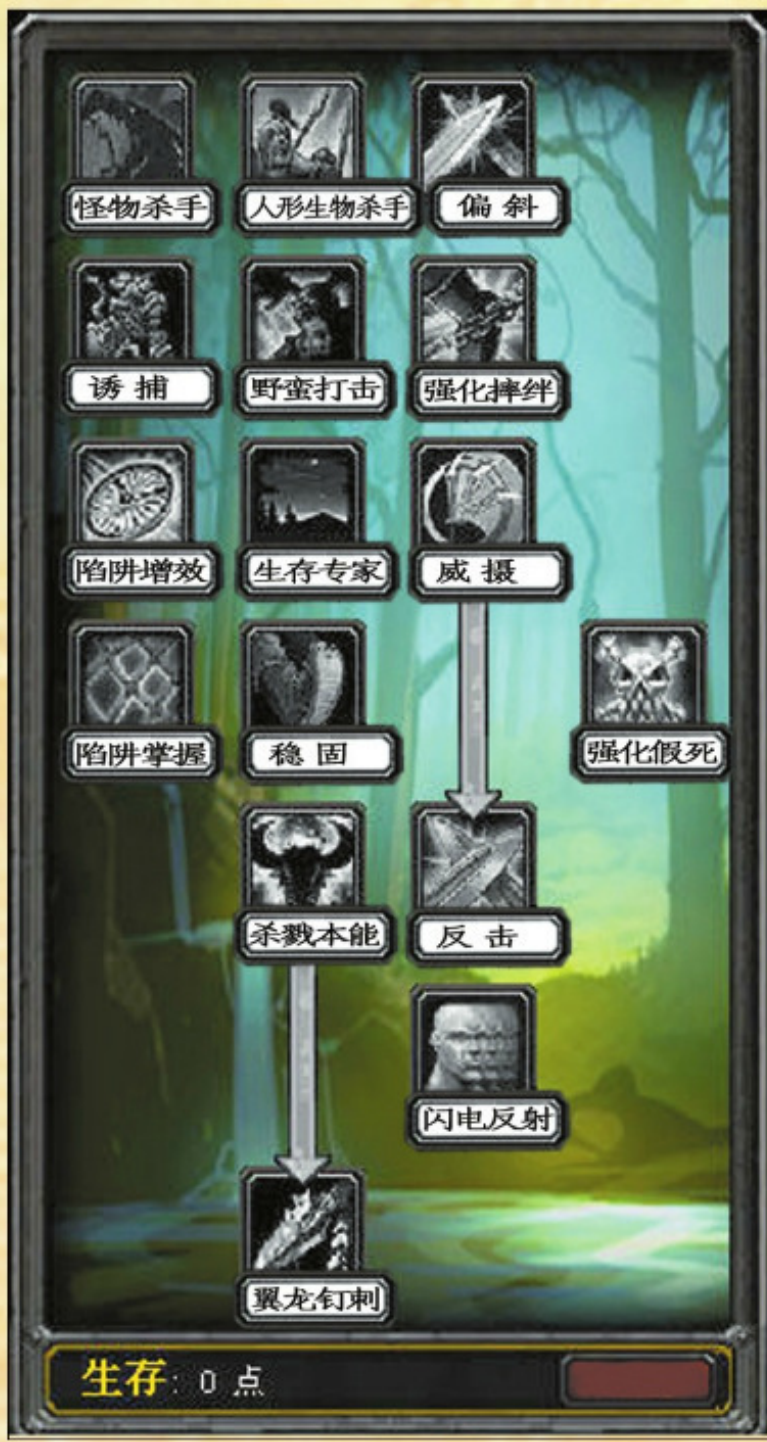 怪物杀手
人形生物杀手
偏斜
诱捕
野蛮打击
强化摔绊
陷阱增效
生存专家
威摄
陷阱掌握
稳固
强化假死
杀戮本能
反击
闪电反射
翼龙钉刺
生存: 0 点